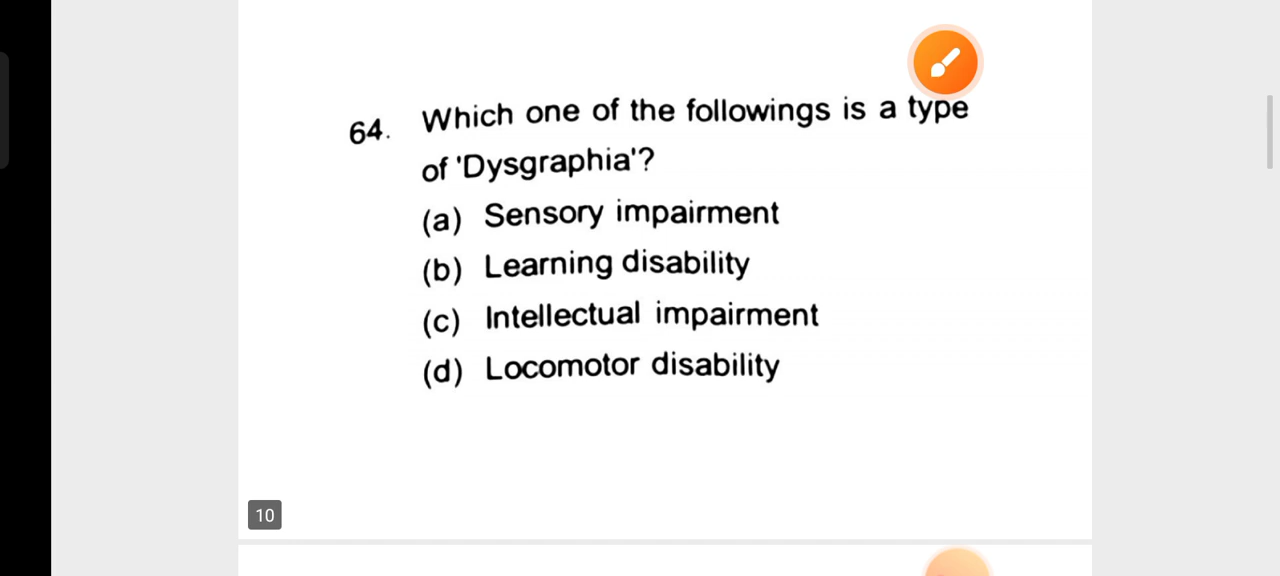 64. Which one of the followings is a type
of 'Dysgraphia'?
(a) Sensory impairment
(b) Learning disability
(c) Intellectual impairment
(d) Locomotor disability
10